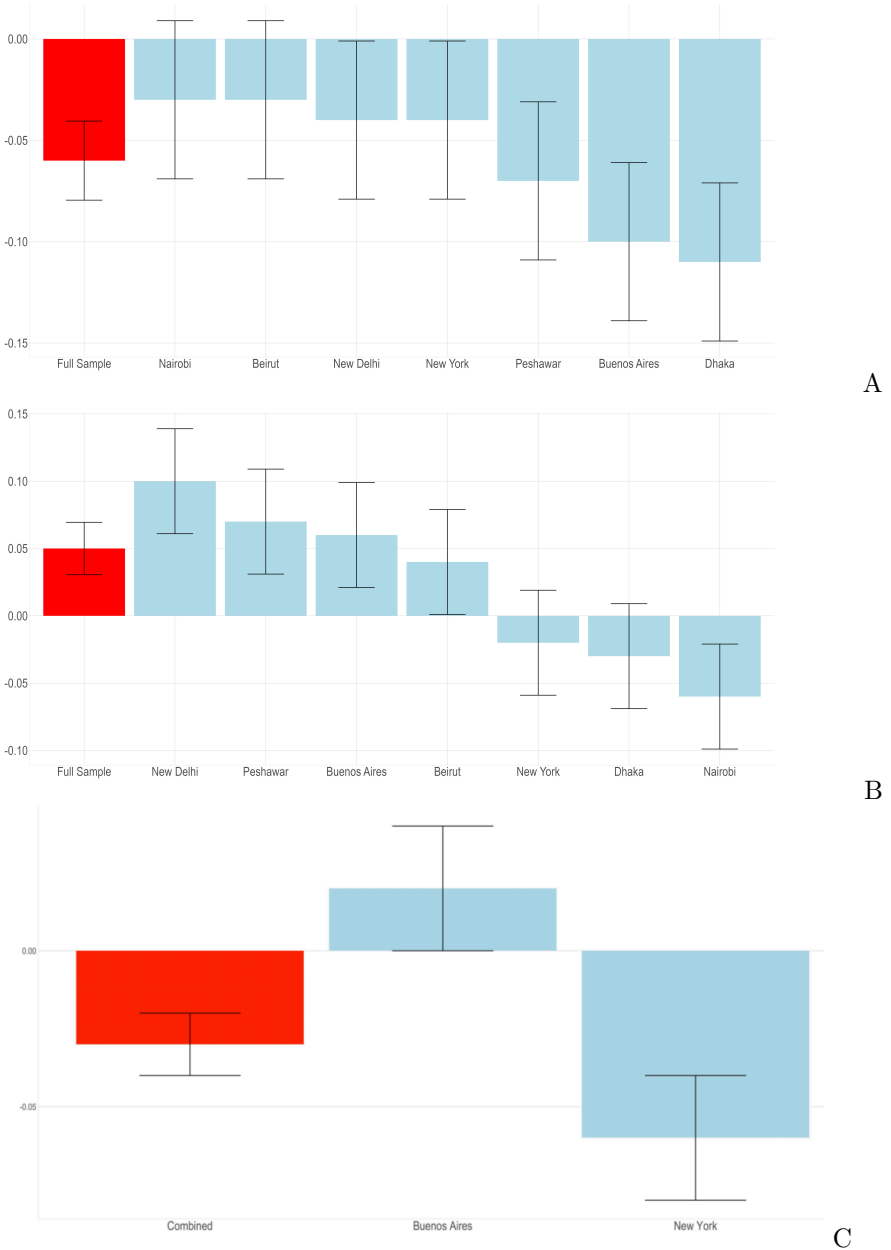 0.00
-0.05
-0.10
-0.15
Full Sample Nairobi Beirut New Delhi New York Peshawar Buenos Aires Dhaka
A
0.15
0.10
0.05
0.00
-0.05
-0.10
Full Sample New Delhi Peshawar Buenos Aires Beirut New York Dhaka Nairobi
B
0.00
-0.05
Combined Buenos Aires New York
C